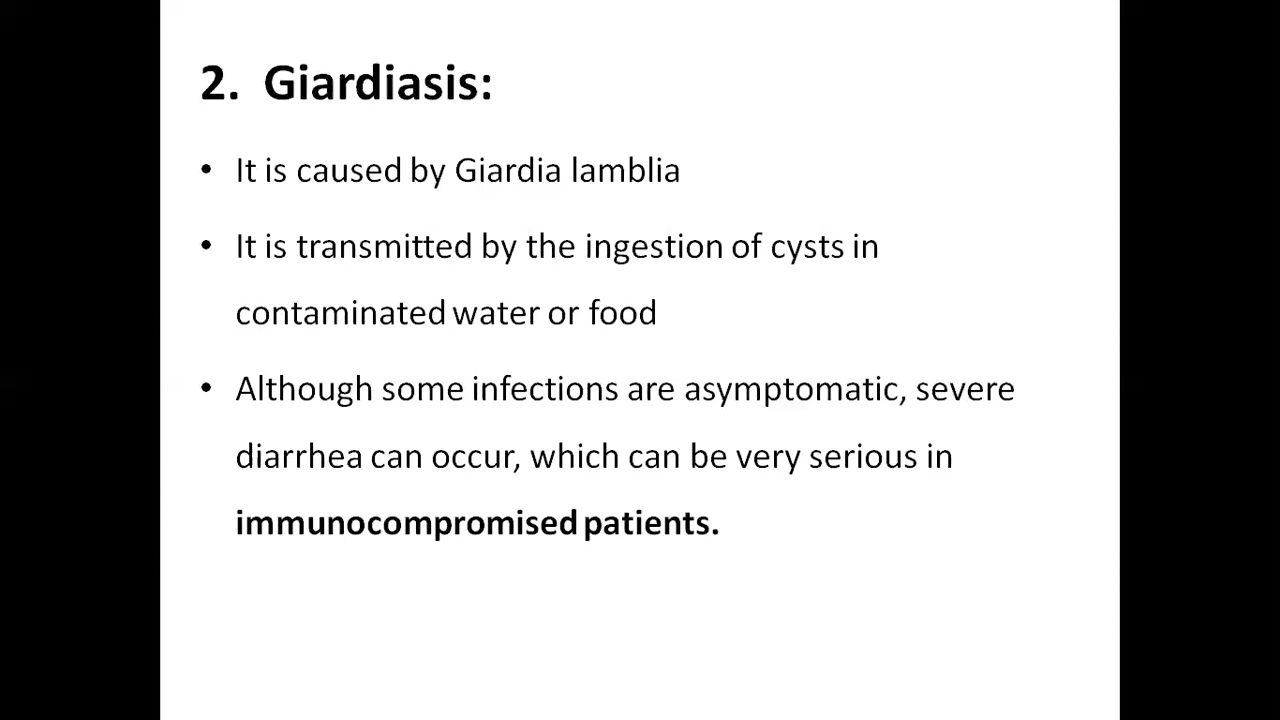 2. Giardiasis:
• It is caused by Giardia lamblia
• It is transmitted by the ingestion of cysts in
contaminated water or food
• Although some infections are asymptomatic, severe
diarrhea can occur, which can be very serious in
immunocompromised patients.